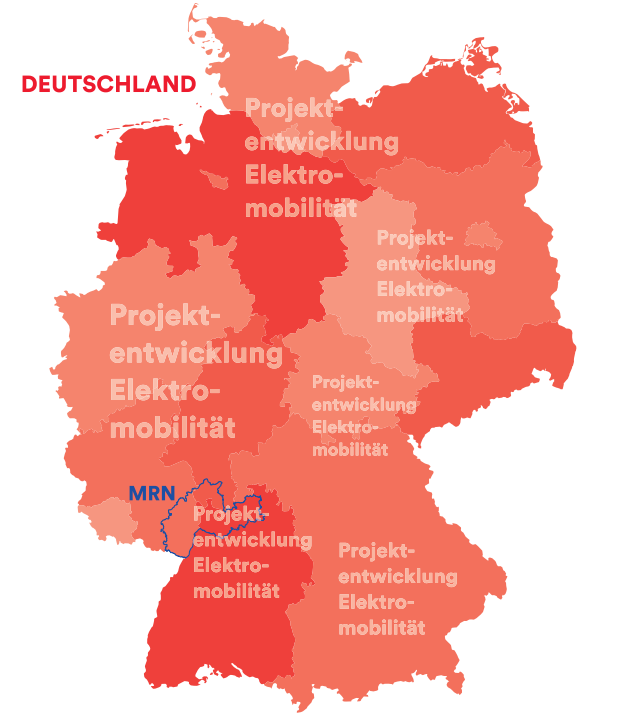 DEUTSCHLAND
Projekt-
entwicklung
Elektro-
mobilität
Projekt-
entwicklung
Elektro-
mobilität
Projekt-
entwicklung
Elektro-
mobilität
Projekt-
entwicklung
Elektro-
mobilität
MRN
Projekt-
entwicklung
Elektro-
mobilität
Projekt-
entwicklung
Elektro-
mobilität